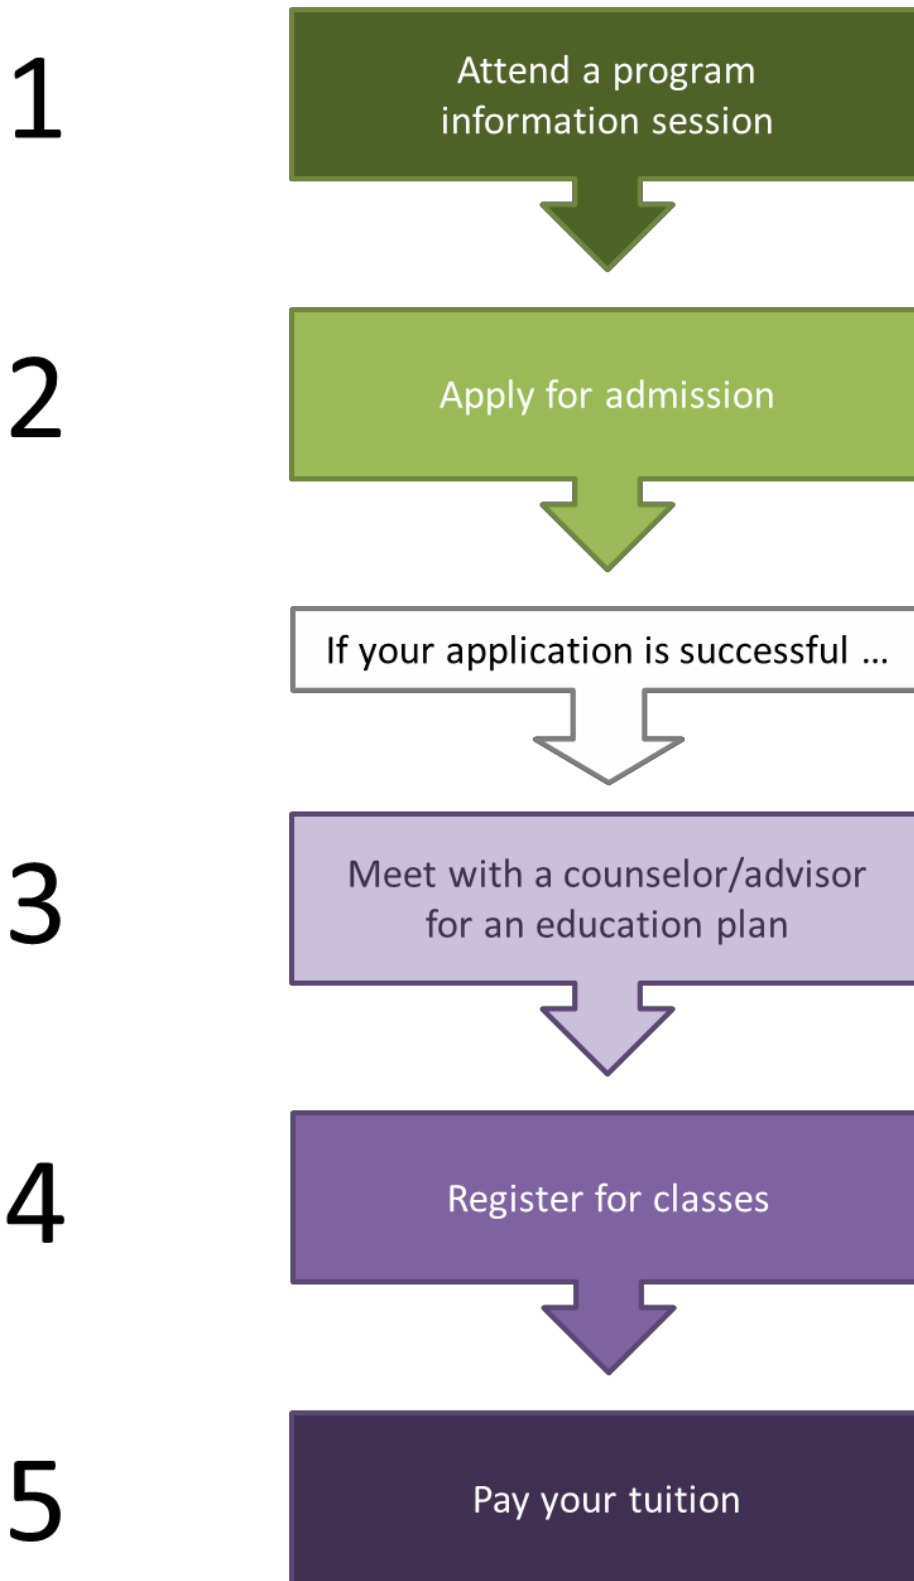 1
Attend a program
information session
2
Apply for admission
If your application is successful ...
3
Meet with a counselor/advisor
for an education plan
4
Register for classes
5
Pay your tuition